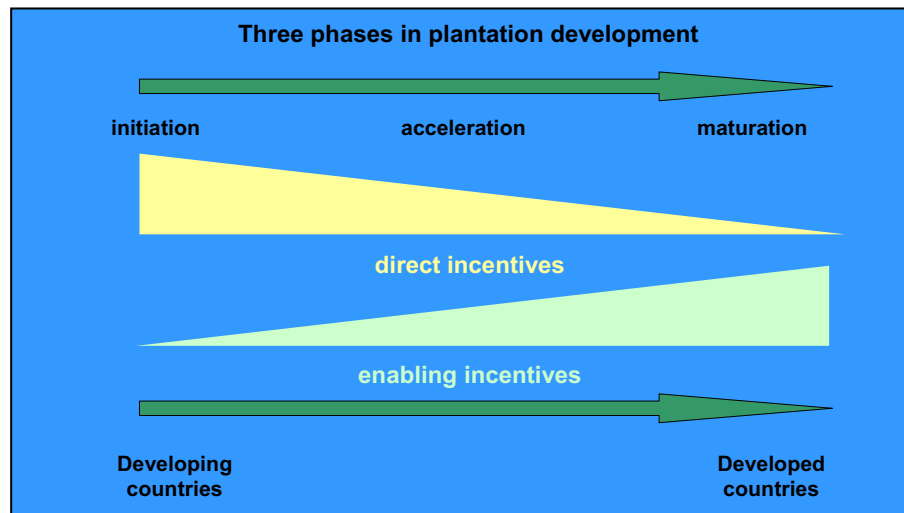 Three phases in plantation development
initiation acceleration maturation
direct incentives
enabling incentives
Developing Developed
countries countries